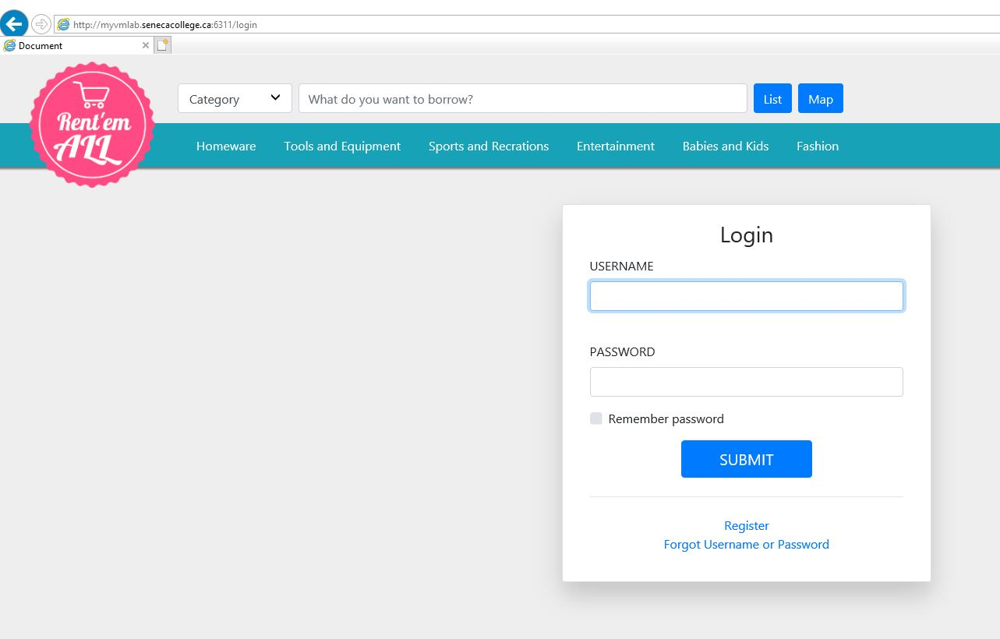 http://myvmlab.senecacollege.ca:6311/login
Document
Rent'em
ALL
Category
What do you want to borrow?
List
Map
Homeware
Tools and Equipment
Sports and Recrations
Entertainment
Babies and Kids
Fashion
Login
USERNAME
PASSWORD
Remember password
SUBMIT
Register
Forgot Username or Password